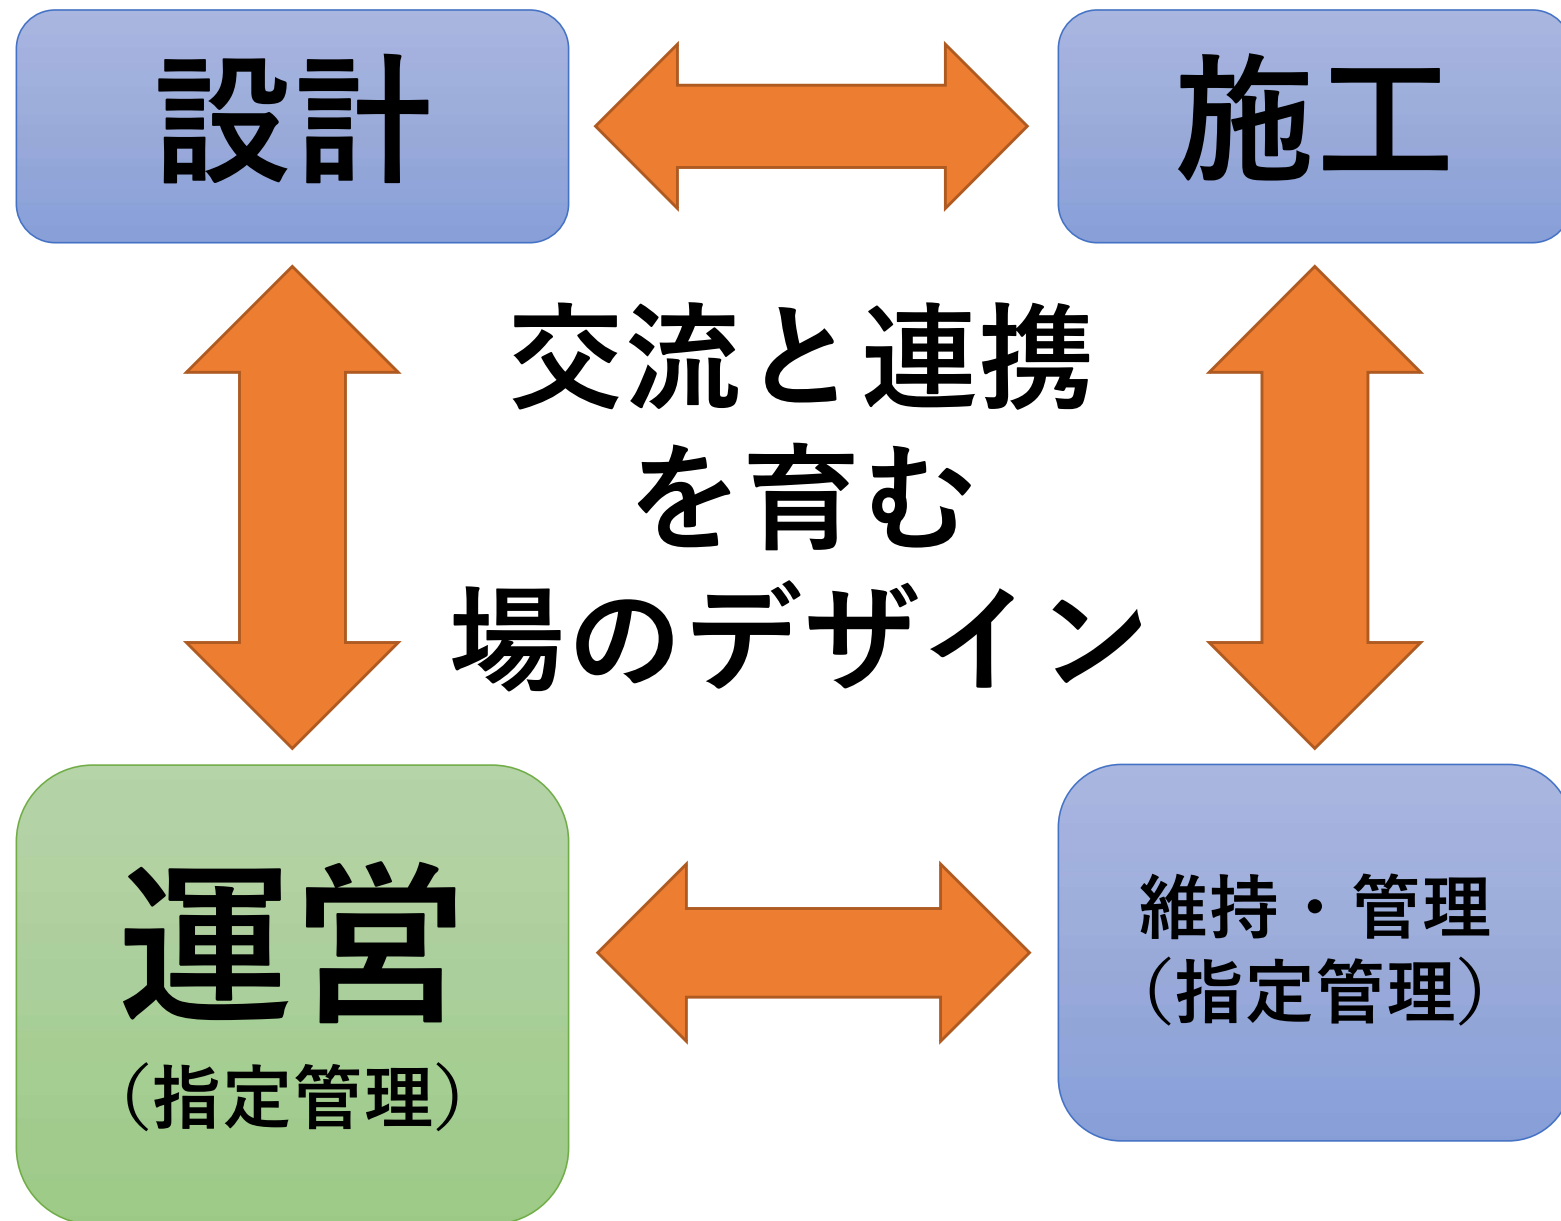 設計
施工
交流と連携
を育む
場のデザイン
運営
（指定管理）
維持・管理
（指定管理）